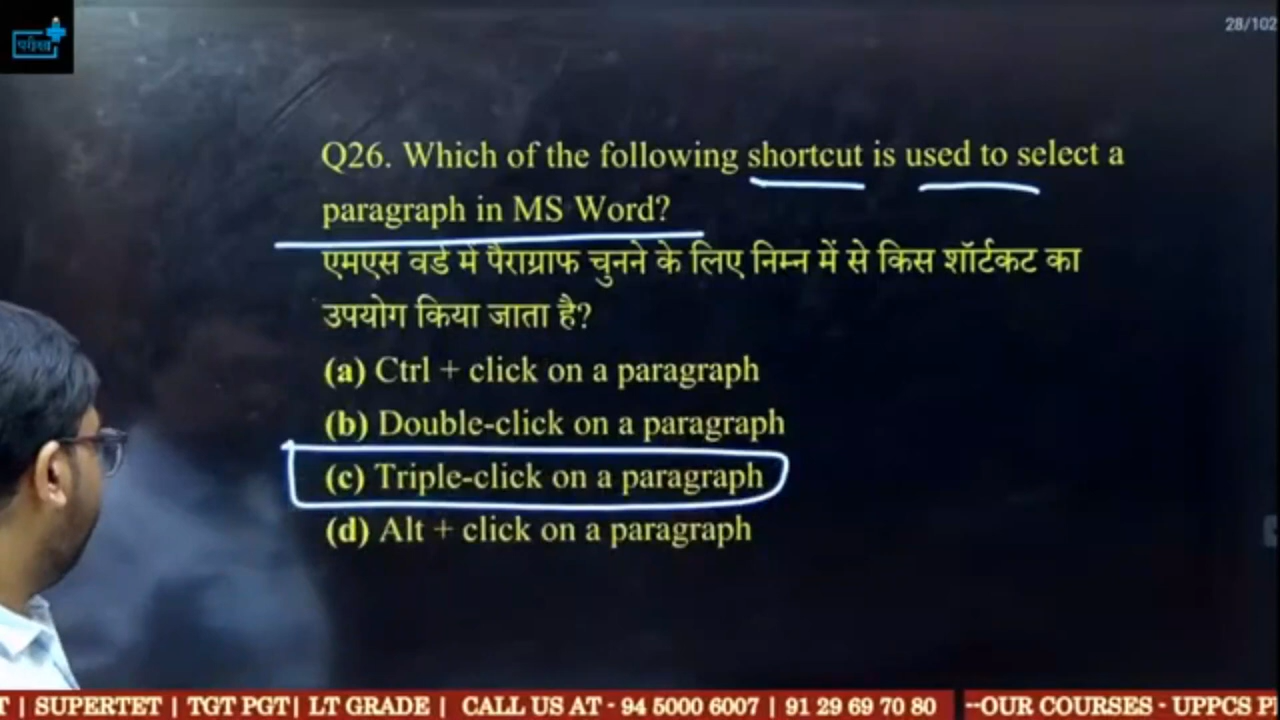 परीक्षा
28/102
Q26. Which of the following shortcut is used to select a
paragraph in MS Word?
एमएस वर्ड में पैराग्राफ चुनने के लिए निम्न में से किस शॉर्टकट का
उपयोग किया जाता है?
(a) Ctrl + click on a paragraph
(b) Double-click on a paragraph
(c) Triple-click on a paragraph
(d) Alt + click on a paragraph
T | SUPERTET | TGT PGT| LT GRADE | CALL US AT - 94 5000 6007 | 91 29 69 70 80 --OUR COURSES - UPPCS P